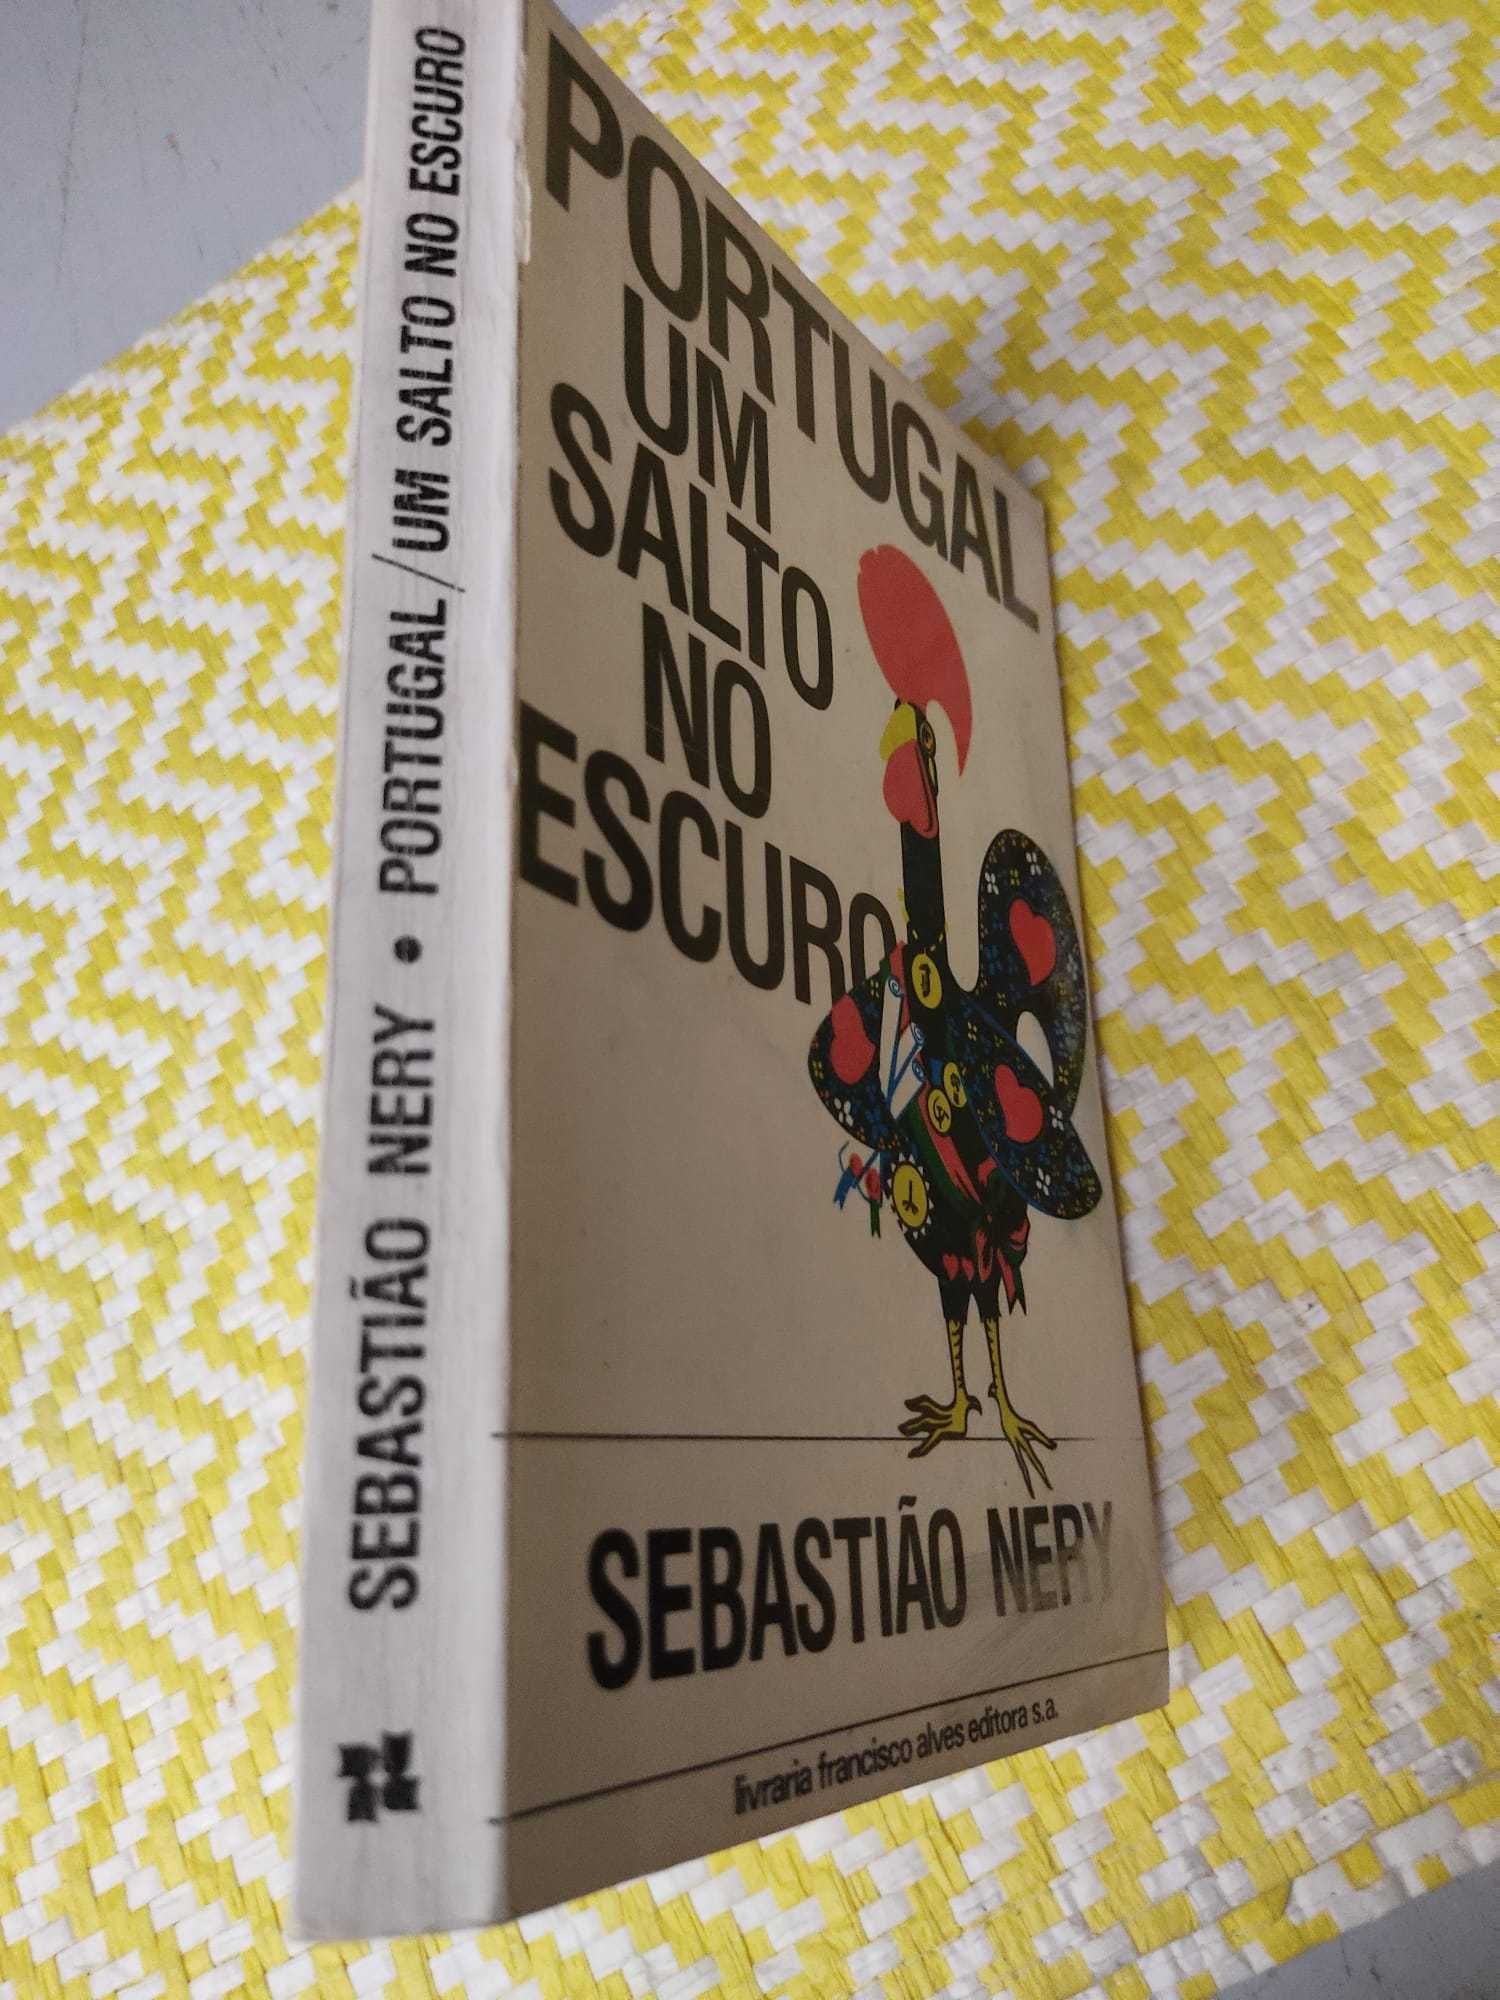 SEBASTIÃO NERY • PORTUGAL/UM SALTO NO ESCURO
PORTUGAL
UM
SALTO
NO
ESCURO
SEBASTIÃO NERY
livraria francisco alves editora s.a.